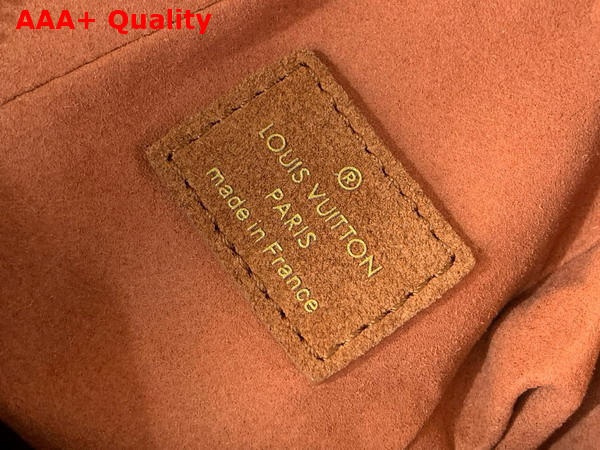 AAA+ Quality
®
LOUIS VUITTON
PARIS
made in France